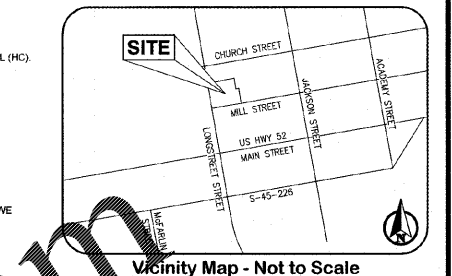 L (HC).
SITE
CHURCH STREET
ACADEMY STREET
JACKSON STREET
MILL STREET
LONGSTREET STREET
US HWY 52
MAIN STREET
S-45-226
WE
McFARLIN
STREET
N
m
Vicinity Map - Not to Scale